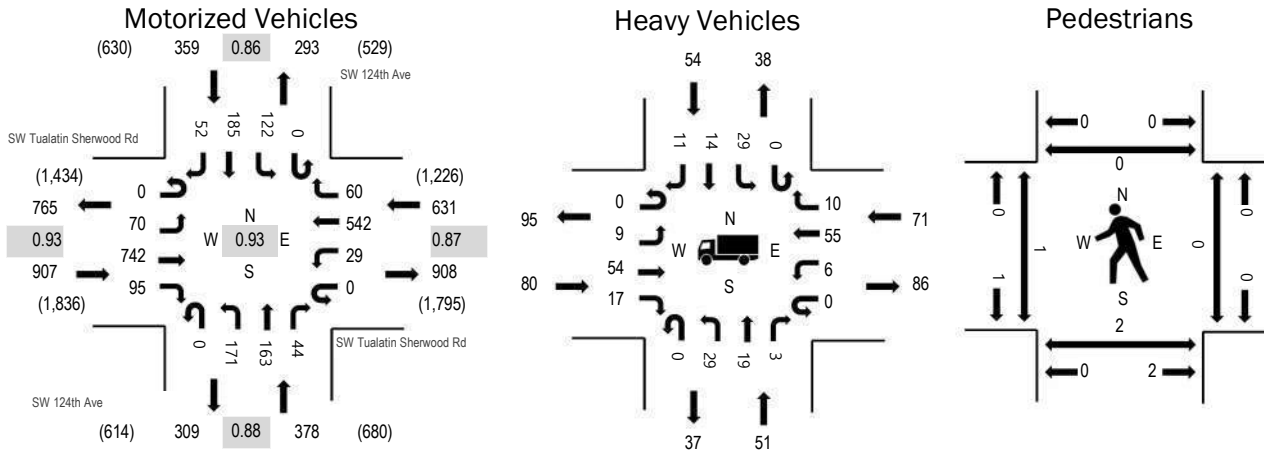 Motorized Vehicles
(630) 359 0.86 293 (529)
SW 124th Ave
52 185 122 0
SW Tualatin Sherwood Rd
(1,434) 0 60 (1,226)
765 70 542 631
0.93 W N 0.93 E S 0.87
907 742 29 908
(1,836) 95 0 (1,795)
0 171 163 44
SW Tualatin Sherwood Rd
SW 124th Ave
(614) 309 0.88 378 (680)
Heavy Vehicles
54 38
11 14 29 0
0 10
95 9 N 55 71
W E
80 54 6 86
17 S 0
0 29 19 3
37 51
Pedestrians
0 0
0
0 N 0
W 1 E 0
1 S 0
2
0 2